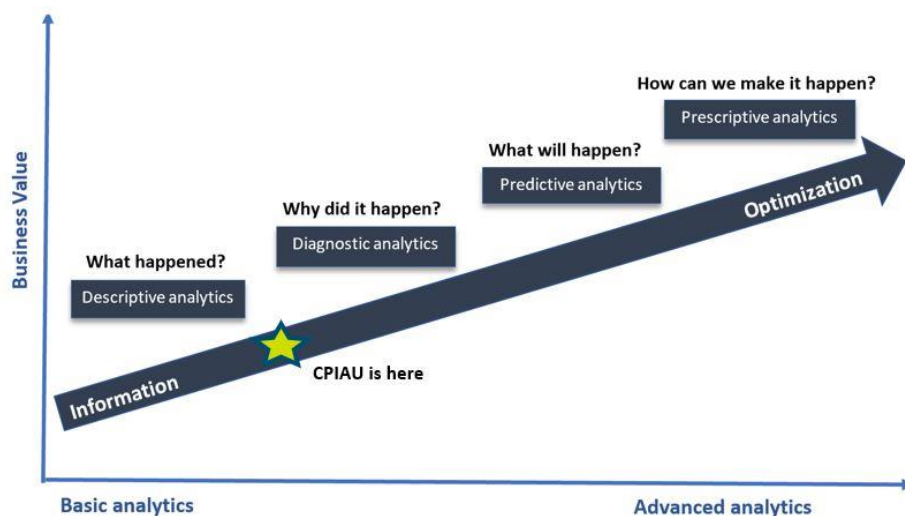 How can we make it happen?
Prescriptive analytics
What will happen?
Predictive analytics
Why did it happen?
Diagnostic analytics
What happened?
Descriptive analytics
Business Value
Information
Optimization
CPIAU is here
Basic analytics
Advanced analytics